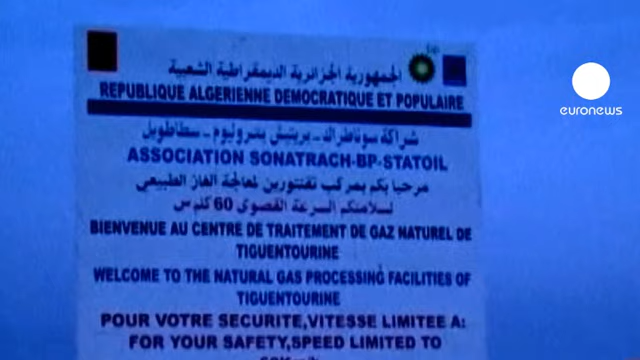 الجمهورية الجزائرية الديمقراطية الشعبية
bp
REPUBLIQUE ALGERIENNE DEMOCRATIQUE ET POPULAIRE
شراكة سوناطراك - بريتيش بتروليوم - سطاطويل
ASSOCIATION SONATRACH-BP-STATOIL
مرحبا بكم بمركب تقنتورين لمعالجة الغاز الطبيعي
لسلامتكم السرعة القصوى 60 كلم س
BIENVENUE AU CENTRE DE TRAITEMENT DE GAZ NATUREL DE
TIGUENTOURINE
WELCOME TO THE NATURAL GAS PROCESSING FACILITIES OF
TIGUENTOURINE
POUR VOTRE SECURITE,VITESSE LIMITEE A:
FOR YOUR SAFETY,SPEED LIMITED TO
euronews